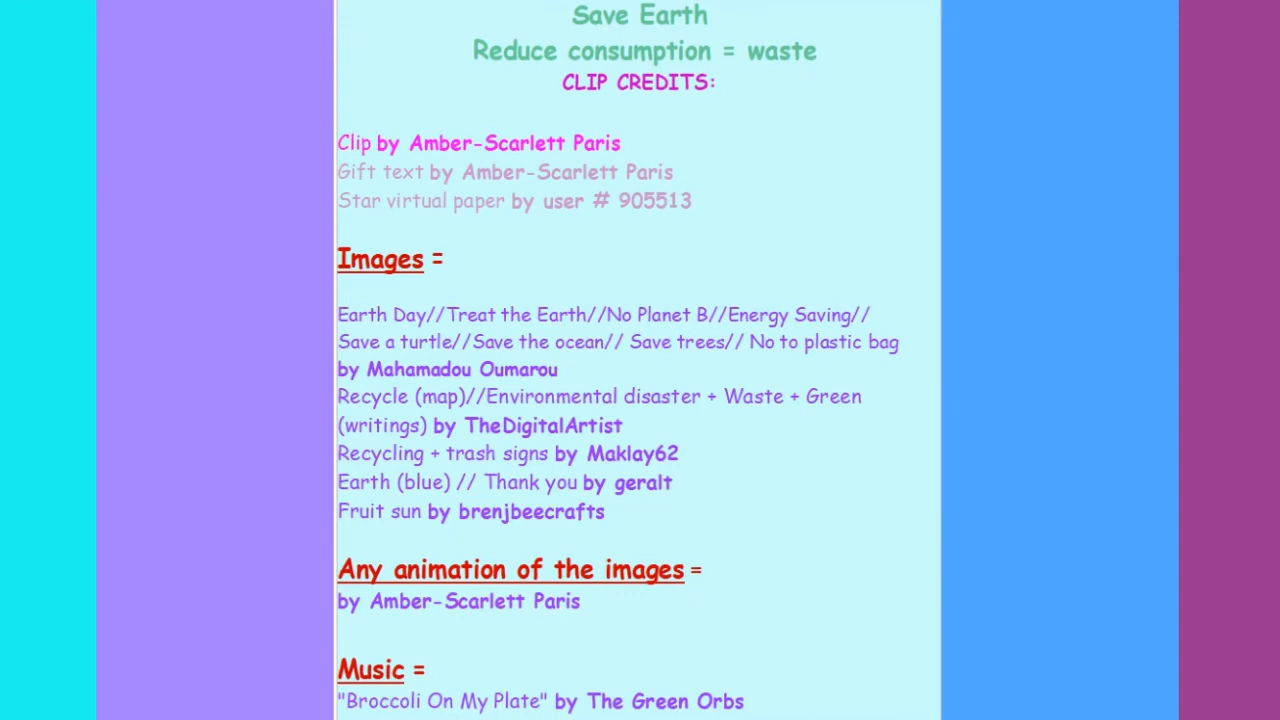 Save Earth
Reduce consumption = waste
CLIP CREDITS:
Clip by Amber-Scarlett Paris
Gift text by Amber-Scarlett Paris
Star virtual paper by user # 905513
Images =
Earth Day//Treat the Earth//No Planet B//Energy Saving//
Save a turtle//Save the ocean// Save trees// No to plastic bag
by Mahamadou Oumarou
Recycle (map)//Environmental disaster + Waste + Green
(writings) by TheDigitalArtist
Recycling + trash signs by Maklay62
Earth (blue) // Thank you by geralt
Fruit sun by brenjbeecrafts
Any animation of the images =
by Amber-Scarlett Paris
Music =
"Broccoli On My Plate" by The Green Orbs